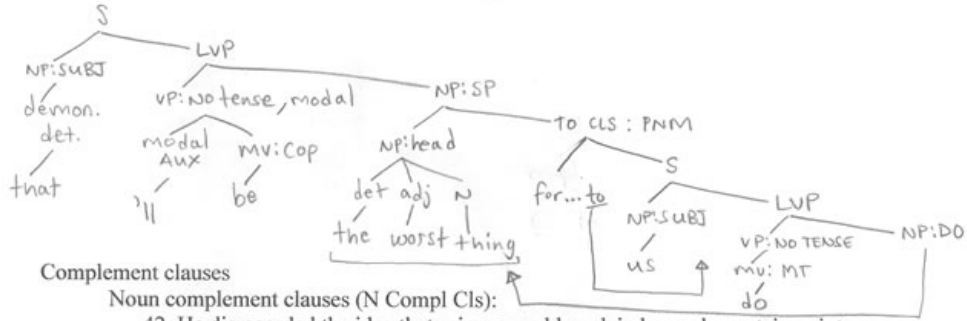 S
NP:SUBJ LVP
demon. det. VP: NO tense, modal NP:SP
that modal AUX MV:COP NP:head TO CLS: PNM
'll be det adj N for...to S
the worst thing NP:SUBJ LVP
us VP: NO TENSE NP:DO
mv: MT
do
Complement clauses
Noun complement clauses (N Compl Cls):